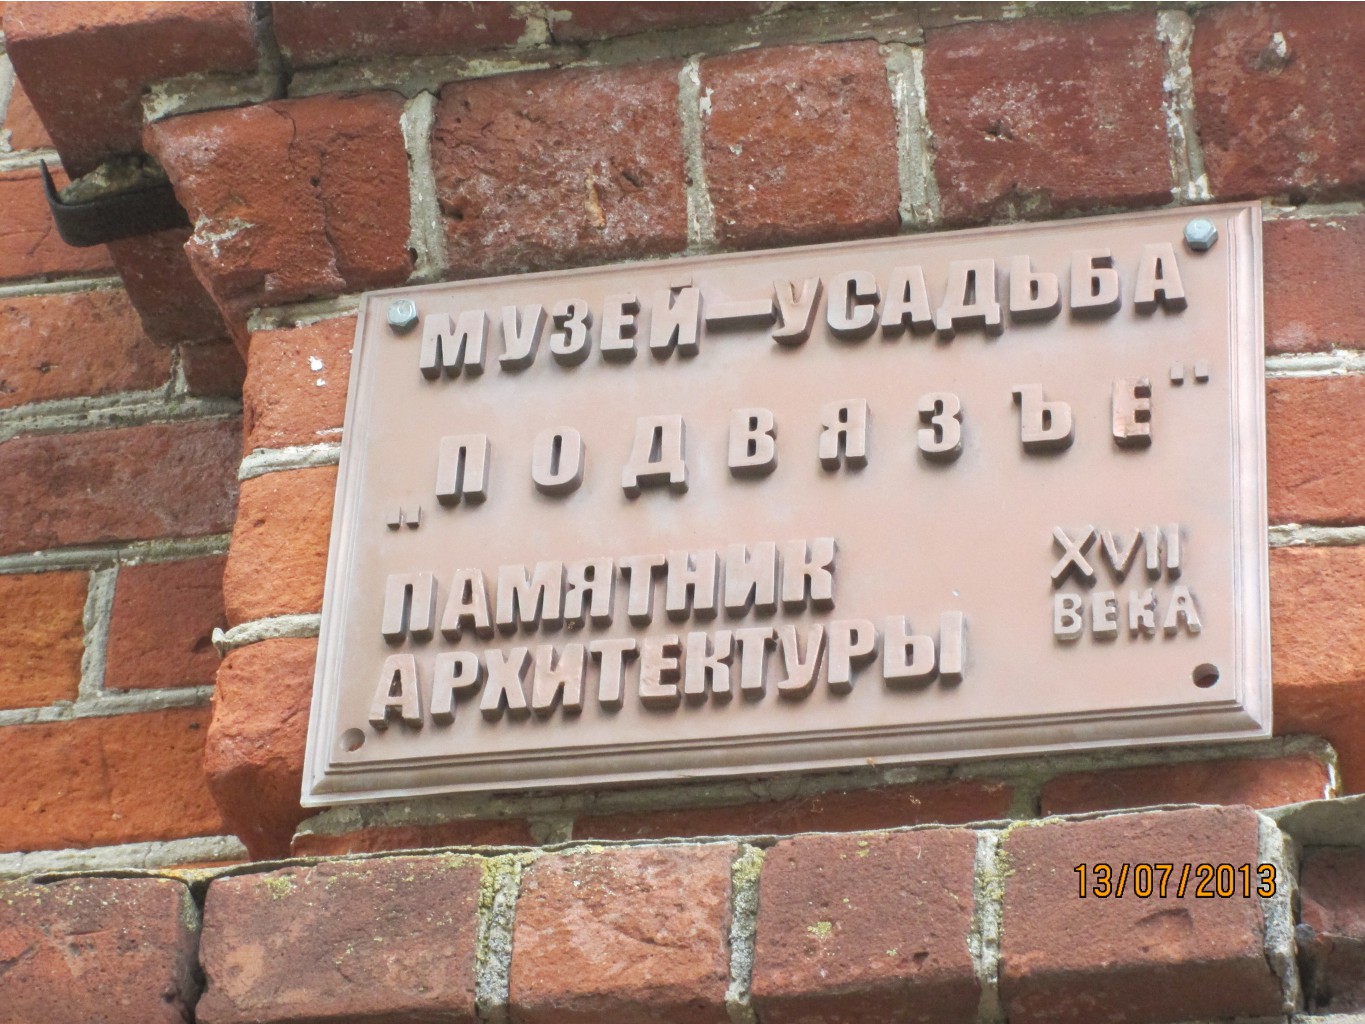 МУЗЕЙ—УСАДЬБА
„ПОДВЯЗЪЕ"
ПАМЯТНИК
АРХИТЕКТУРЫ
XVII
ВЕКА
13/07/2013